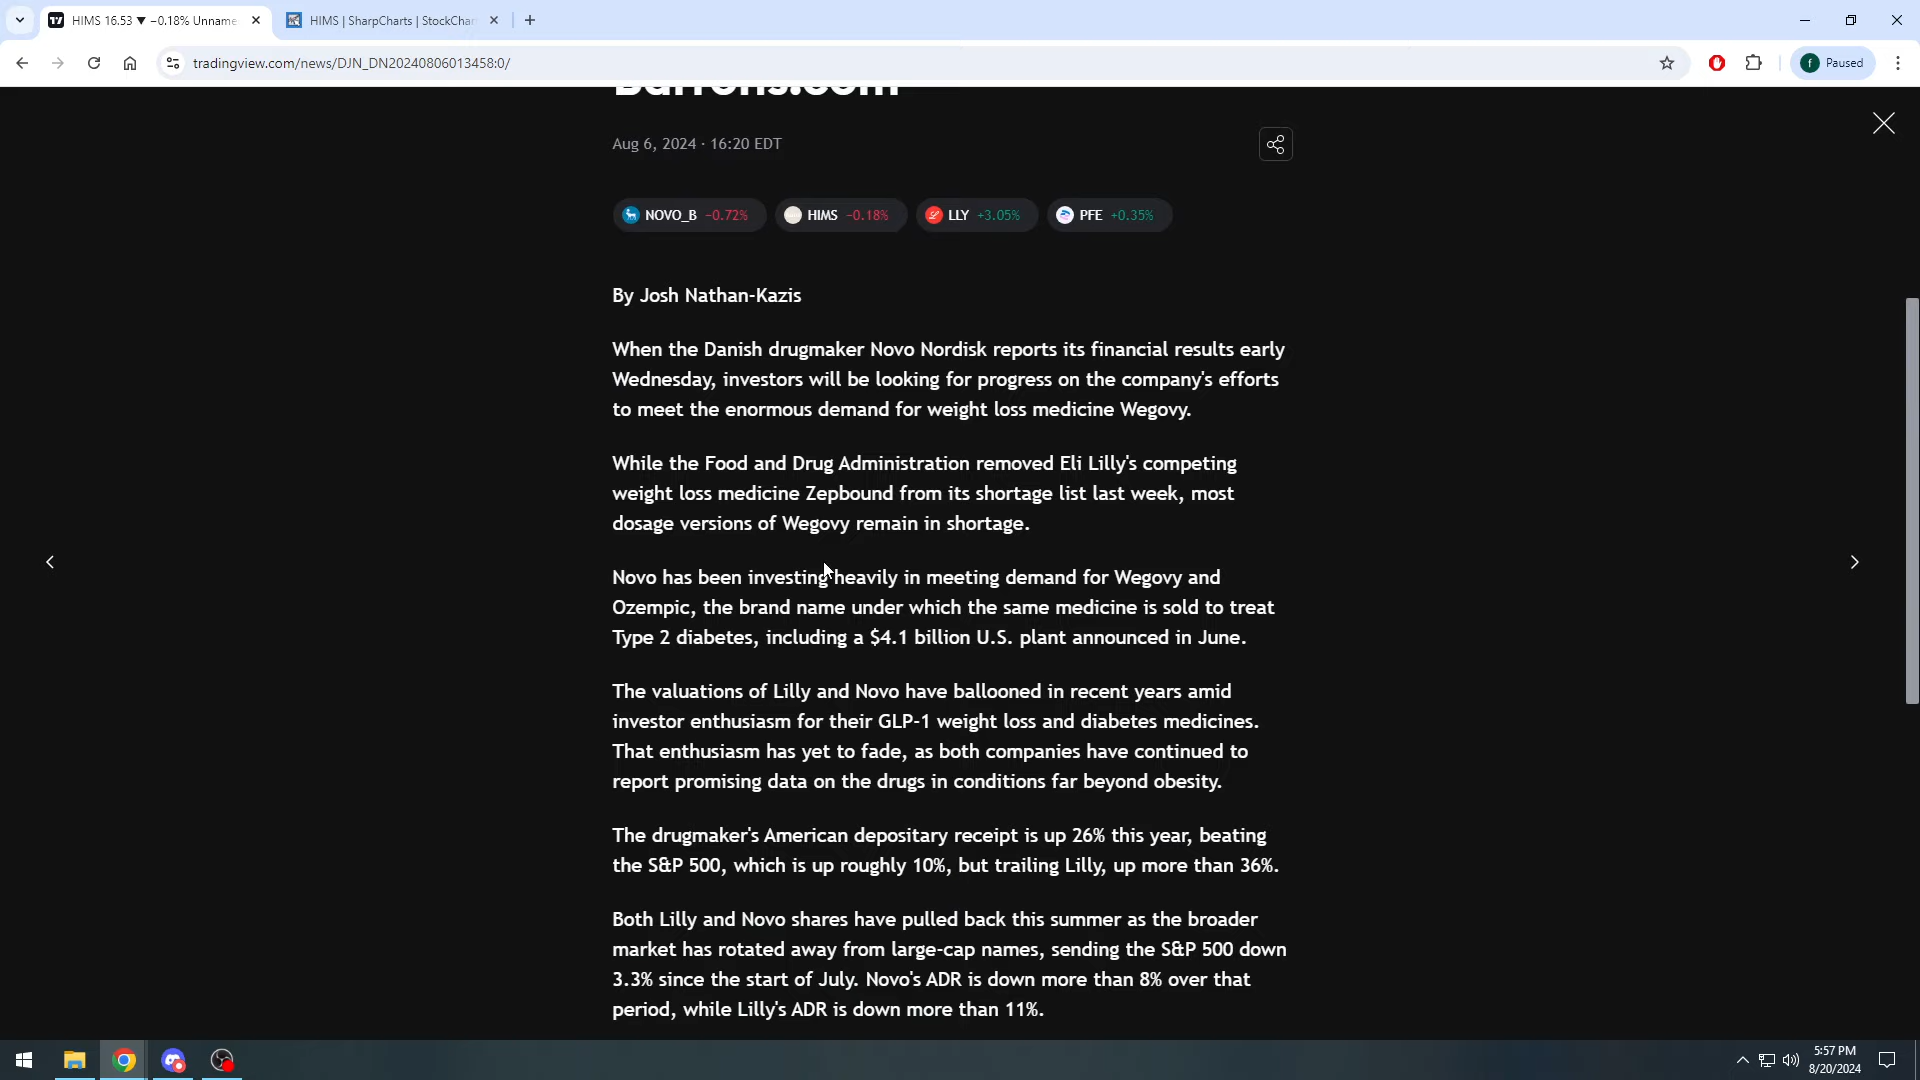 HIMS 16.53 ▼ −0.18% Unname
HIMS | SharpCharts | StockChar
tradingview.com/news/DJN_DN20240806013458:0/
f
Paused
Barrons.com
Aug 6, 2024 · 16:20 EDT
NOVO_B −0.72%
HIMS −0.18%
LLY +3.05%
PFE +0.35%
By Josh Nathan-Kazis
When the Danish drugmaker Novo Nordisk reports its financial results early
Wednesday, investors will be looking for progress on the company's efforts
to meet the enormous demand for weight loss medicine Wegovy.
While the Food and Drug Administration removed Eli Lilly's competing
weight loss medicine Zepbound from its shortage list last week, most
dosage versions of Wegovy remain in shortage.
Novo has been investing heavily in meeting demand for Wegovy and
Ozempic, the brand name under which the same medicine is sold to treat
Type 2 diabetes, including a $4.1 billion U.S. plant announced in June.
The valuations of Lilly and Novo have ballooned in recent years amid
investor enthusiasm for their GLP-1 weight loss and diabetes medicines.
That enthusiasm has yet to fade, as both companies have continued to
report promising data on the drugs in conditions far beyond obesity.
The drugmaker's American depositary receipt is up 26% this year, beating
the S&P 500, which is up roughly 10%, but trailing Lilly, up more than 36%.
Both Lilly and Novo shares have pulled back this summer as the broader
market has rotated away from large-cap names, sending the S&P 500 down
3.3% since the start of July. Novo's ADR is down more than 8% over that
period, while Lilly's ADR is down more than 11%.
5:57 PM
8/20/2024